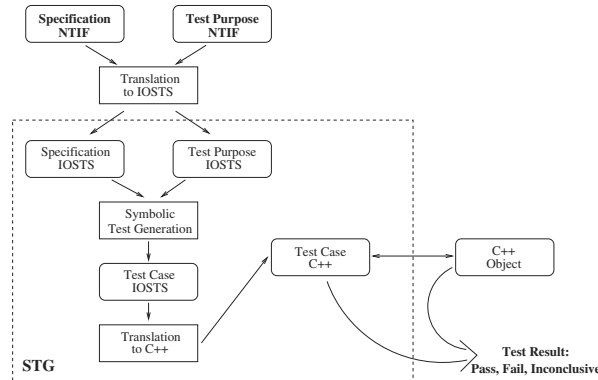 Specification
NTIF
Test Purpose
NTIF
Translation
to IOSTS
Specification
IOSTS
Test Purpose
IOSTS
Symbolic
Test Generation
Test Case
C++
C++
Object
Test Case
IOSTS
Translation
to C++
STG
Test Result:
Pass, Fail, Inconclusive